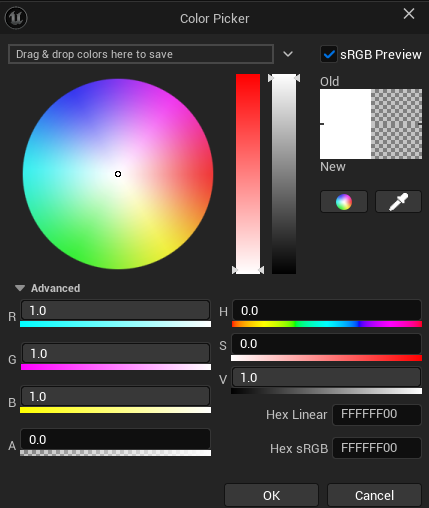 Color Picker
Drag & drop colors here to save
sRGB Preview
Old
New
Advanced
R 1.0
H 0.0
G 1.0
S 0.0
B 1.0
V 1.0
A 0.0
Hex Linear FFFFFF00
Hex sRGB FFFFFF00
OK Cancel